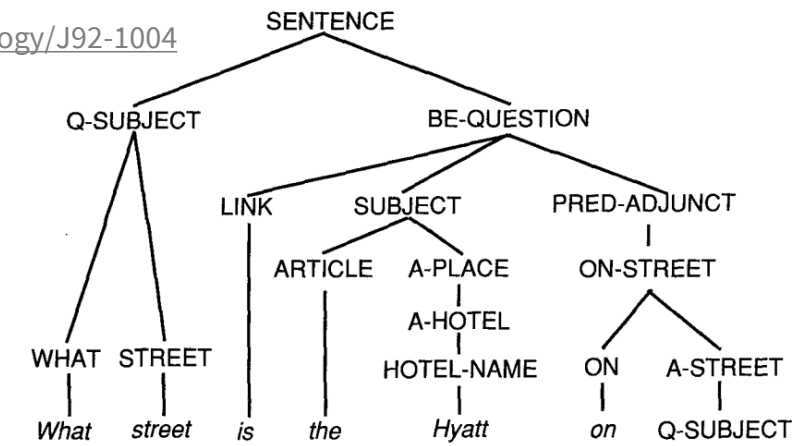 SENTENCE
ogy/J92-1004
Q-SUBJECT BE-QUESTION
LINK SUBJECT PRED-ADJUNCT
ARTICLE A-PLACE ON-STREET
A-HOTEL
WHAT STREET HOTEL-NAME ON A-STREET
What street is the Hyatt on Q-SUBJECT